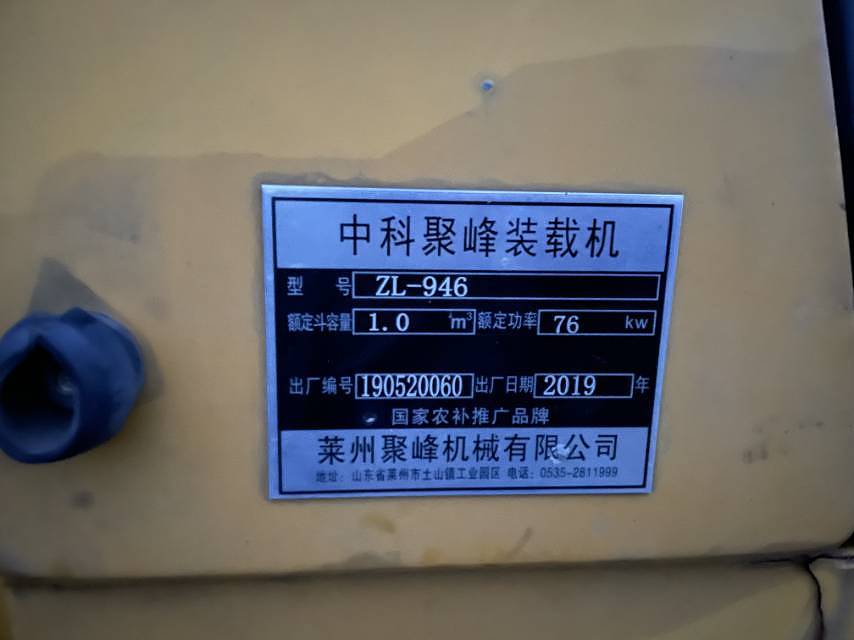 中科聚峰装载机
型 号 ZL-946
额定斗容量 1.0 m³ 额定功率 76 kw
出厂编号 190520060 出厂日期 2019 年
国家农补推广品牌
莱州聚峰机械有限公司
地址：山东省莱州市土山镇工业园区 电话：0535-2811999